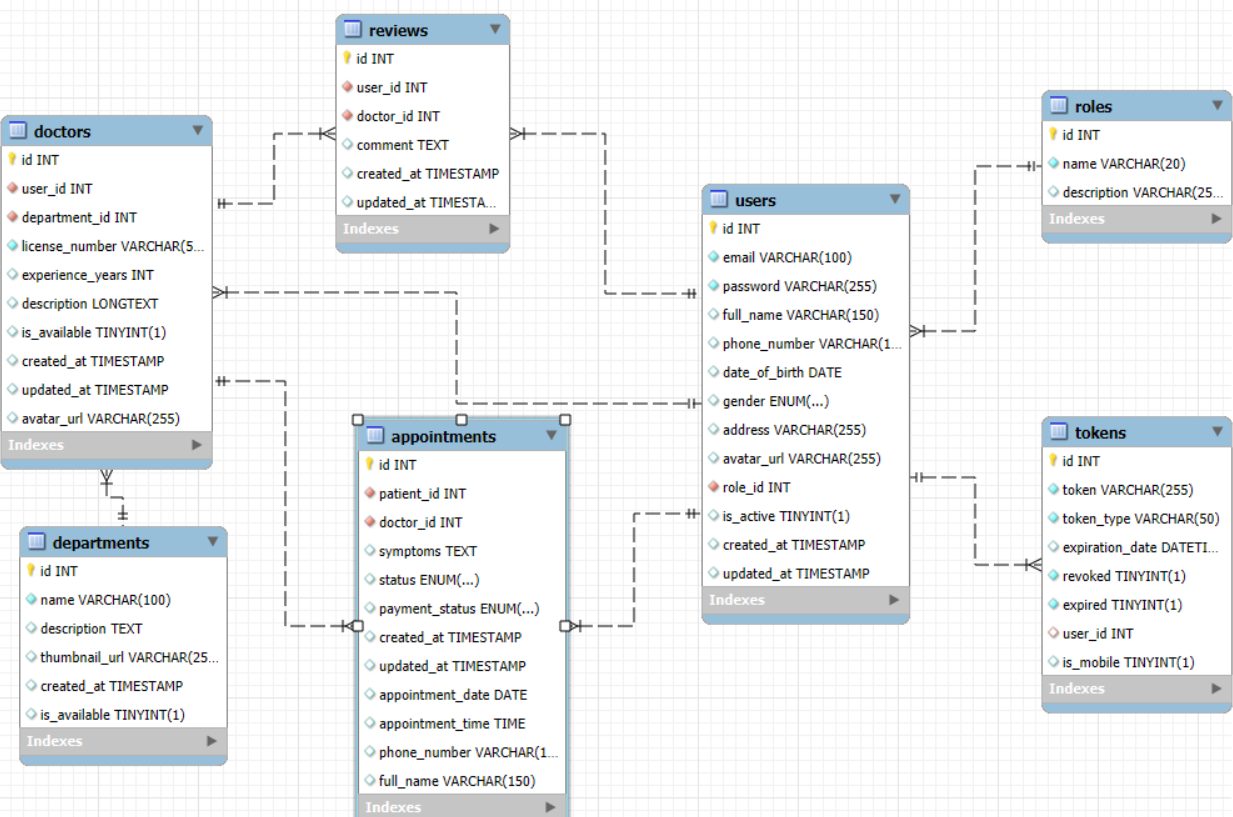 reviews
id INT
user_id INT
doctor_id INT
comment TEXT
created_at TIMESTAMP
updated_at TIMESTA...
Indexes
doctors
id INT
user_id INT
department_id INT
license_number VARCHAR(5...
experience_years INT
description LONGTEXT
is_available TINYINT(1)
created_at TIMESTAMP
updated_at TIMESTAMP
avatar_url VARCHAR(255)
Indexes
departments
id INT
name VARCHAR(100)
description TEXT
thumbnail_url VARCHAR(25...
created_at TIMESTAMP
is_available TINYINT(1)
Indexes
appointments
id INT
patient_id INT
doctor_id INT
symptoms TEXT
status ENUM(...)
payment_status ENUM(...)
created_at TIMESTAMP
updated_at TIMESTAMP
appointment_date DATE
appointment_time TIME
phone_number VARCHAR(1...
full_name VARCHAR(150)
Indexes
users
id INT
email VARCHAR(100)
password VARCHAR(255)
full_name VARCHAR(150)
phone_number VARCHAR(1...
date_of_birth DATE
gender ENUM(...)
address VARCHAR(255)
avatar_url VARCHAR(255)
role_id INT
is_active TINYINT(1)
created_at TIMESTAMP
updated_at TIMESTAMP
Indexes
roles
id INT
name VARCHAR(20)
description VARCHAR(25...
Indexes
tokens
id INT
token VARCHAR(255)
token_type VARCHAR(50)
expiration_date DATETI...
revoked TINYINT(1)
expired TINYINT(1)
user_id INT
is_mobile TINYINT(1)
Indexes